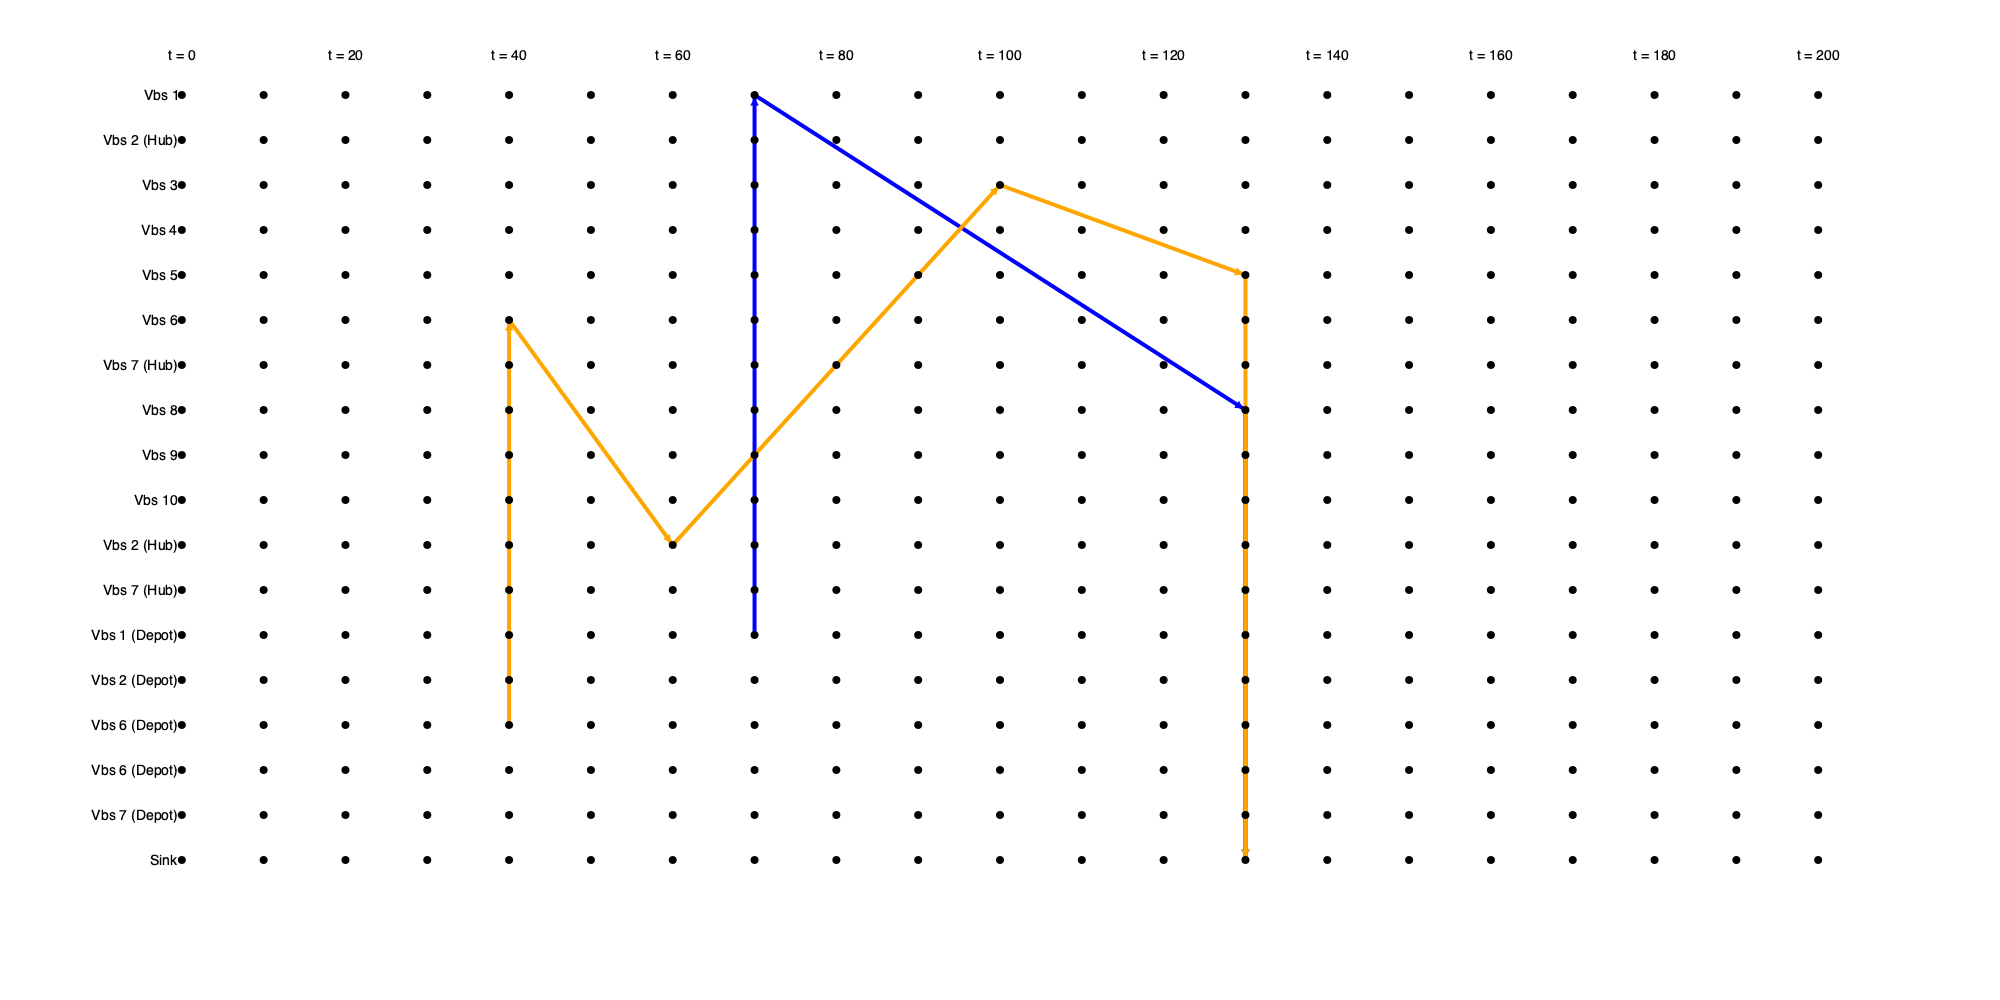 t = 0 t = 20 t = 40 t = 60 t = 80 t = 100 t = 120 t = 140 t = 160 t = 180 t = 200
Vbs 1
Vbs 2 (Hub)
Vbs 3
Vbs 4
Vbs 5
Vbs 6
Vbs 7 (Hub)
Vbs 8
Vbs 9
Vbs 10
Vbs 2 (Hub)
Vbs 7 (Hub)
Vbs 1 (Depot)
Vbs 2 (Depot)
Vbs 6 (Depot)
Vbs 6 (Depot)
Vbs 7 (Depot)
Sink